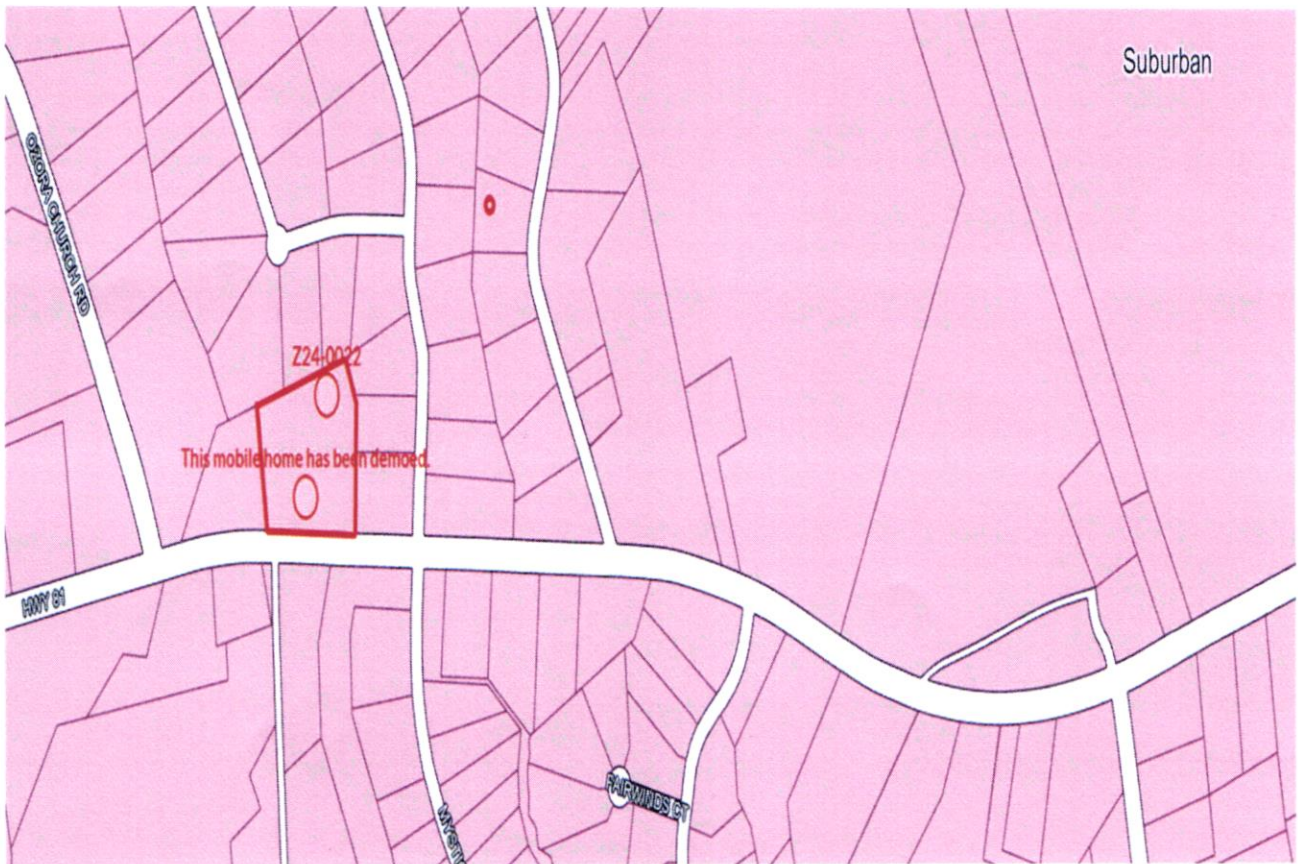 Suburban
OZORA CHURCH RD
Z24-0022
This mobile home has been demoed.
HWY 81
FAIRWINDS CT